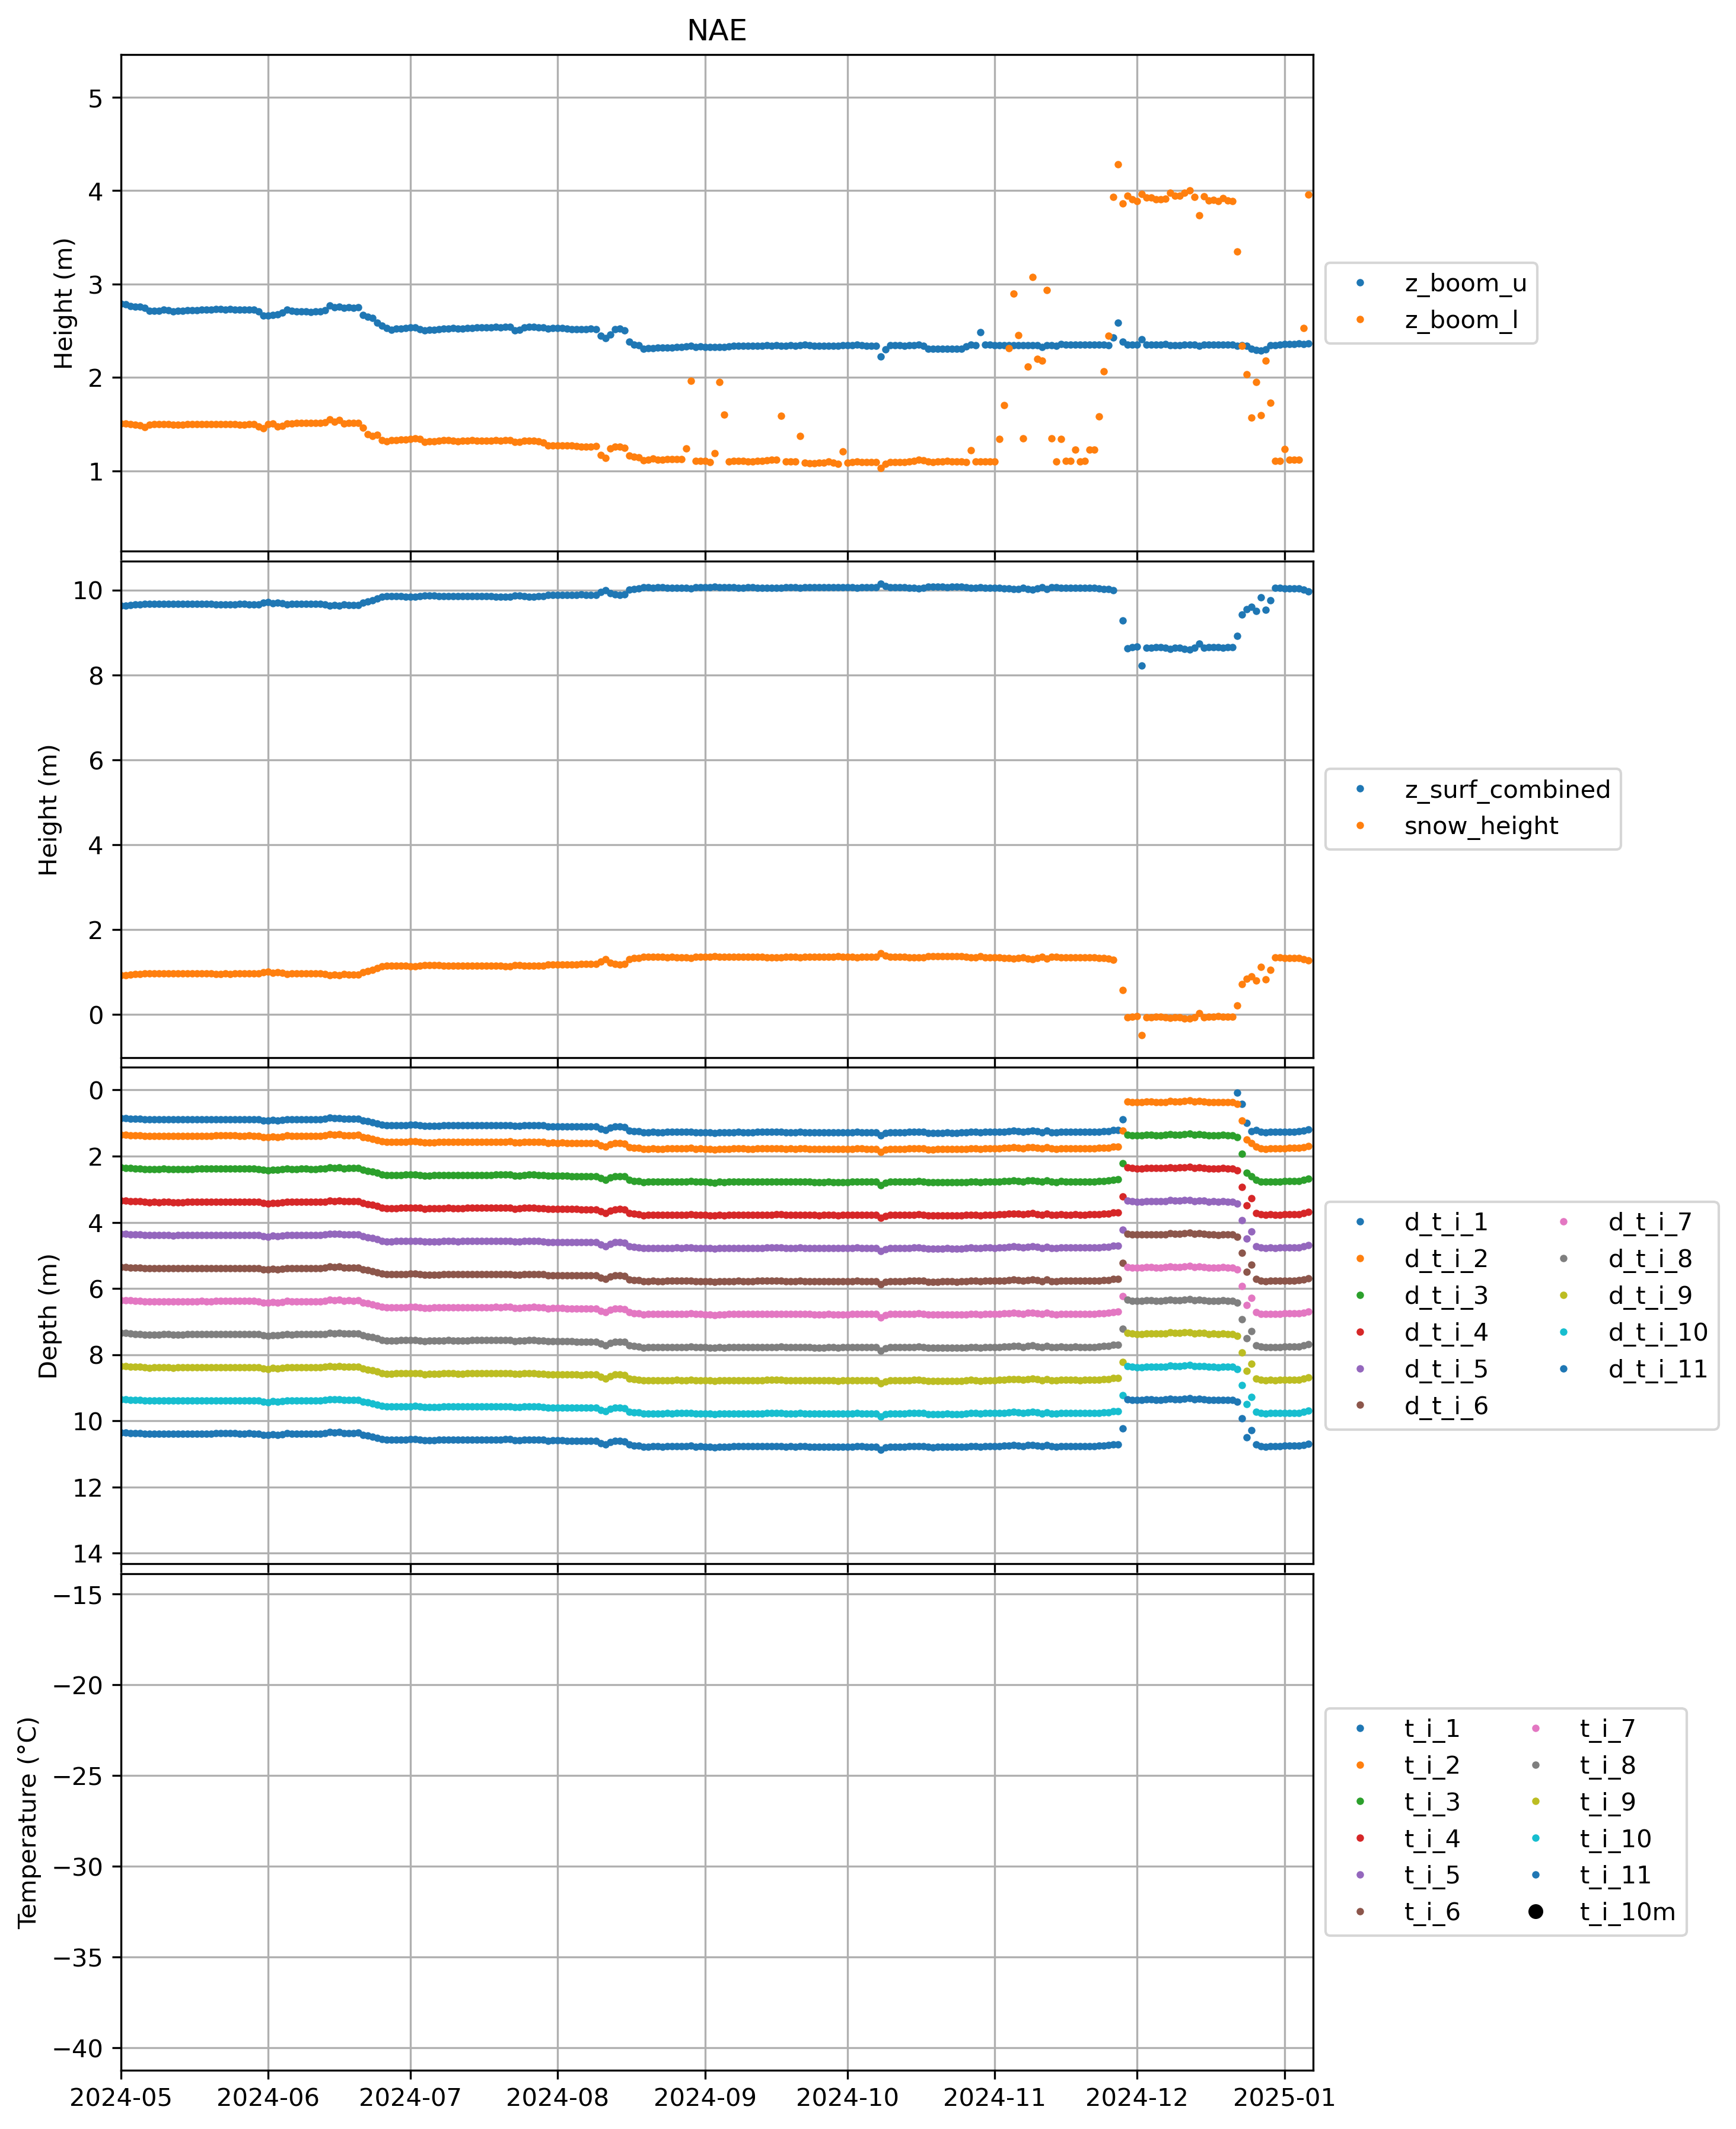 NAE
5
4
3
2
1
Height (m)
z_boom_u
z_boom_l
10
8
6
4
2
0
Height (m)
z_surf_combined
snow_height
0
2
4
6
8
10
12
14
Depth (m)
d_t_i_1
d_t_i_2
d_t_i_3
d_t_i_4
d_t_i_5
d_t_i_6
d_t_i_7
d_t_i_8
d_t_i_9
d_t_i_10
d_t_i_11
−15
−20
−25
−30
−35
−40
Temperature (°C)
t_i_1
t_i_2
t_i_3
t_i_4
t_i_5
t_i_6
t_i_7
t_i_8
t_i_9
t_i_10
t_i_11
t_i_10m
2024-05 2024-06 2024-07 2024-08 2024-09 2024-10 2024-11 2024-12 2025-01